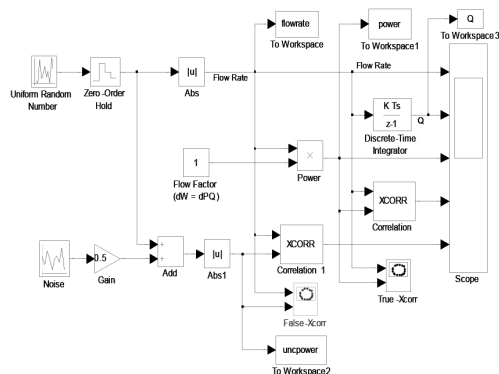 flowrate
To Workspace
power
To Workspace1
Q
To Workspace3
Uniform Random
Number
Zero-Order
Hold
|u|
Abs
Flow Rate
Flow Rate
K Ts
z-1
Q
Discrete-Time
Integrator
1
Flow Factor
(dW = dPQ)
×
Power
XCORR
Correlation
Noise
0.5
Gain
+
+
Add
|u|
Abs1
XCORR
Correlation 1
True -Xcorr
Scope
False -Xcorr
uncpower
To Workspace2